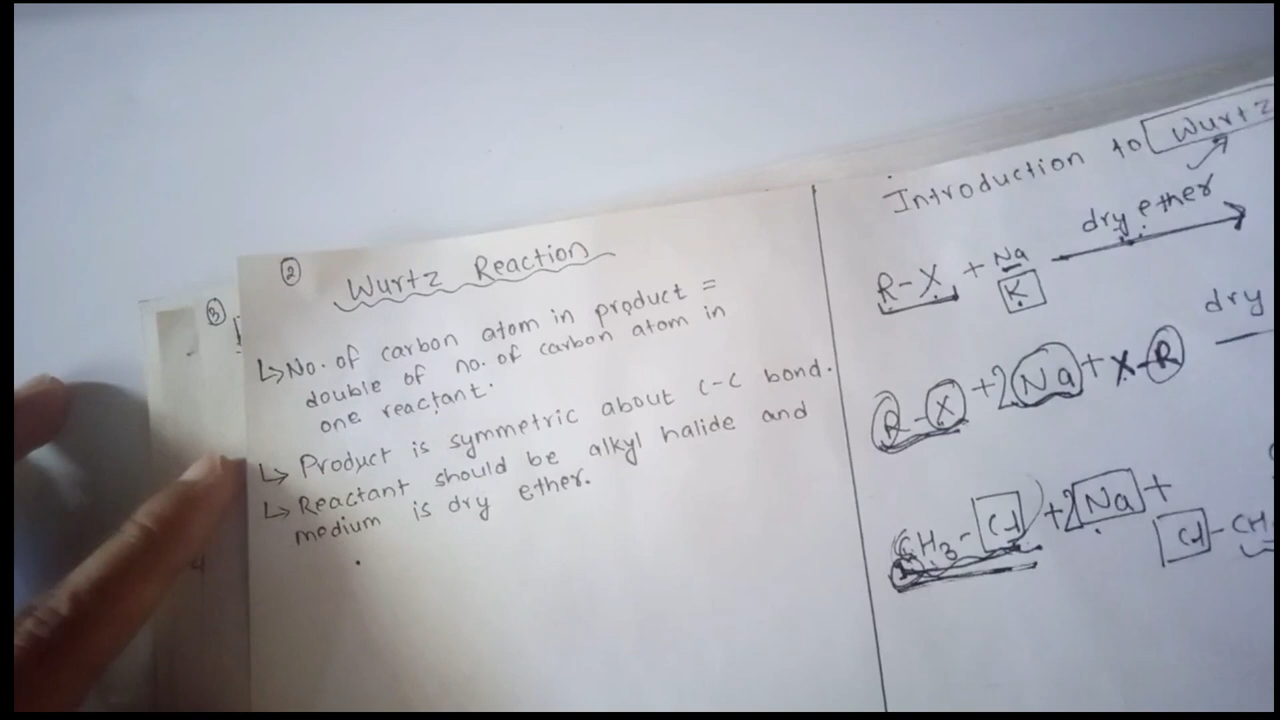 ②
Wurtz Reaction
↳ No. of carbon atom in product =
double of no. of carbon atom in
one reactant.
↳ Product is symmetric about C-C bond.
↳ Reactant should be alkyl halide and
medium is dry ether.
③
Introduction to Wurtz
R-X + Na dry ether
K
R-X + 2Na + X-R dry
CH3-Cl + 2Na +
Cl-CH